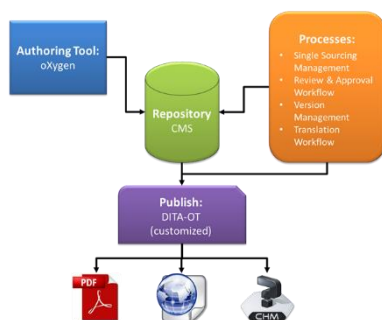 Authoring Tool:
oXygen
Repository
CMS
Processes:
• Single Sourcing
Management
• Review & Approval
Workflow
• Version
Management
• Translation
Workflow
Publish:
DITA-OT
(customized)
PDF
CHM